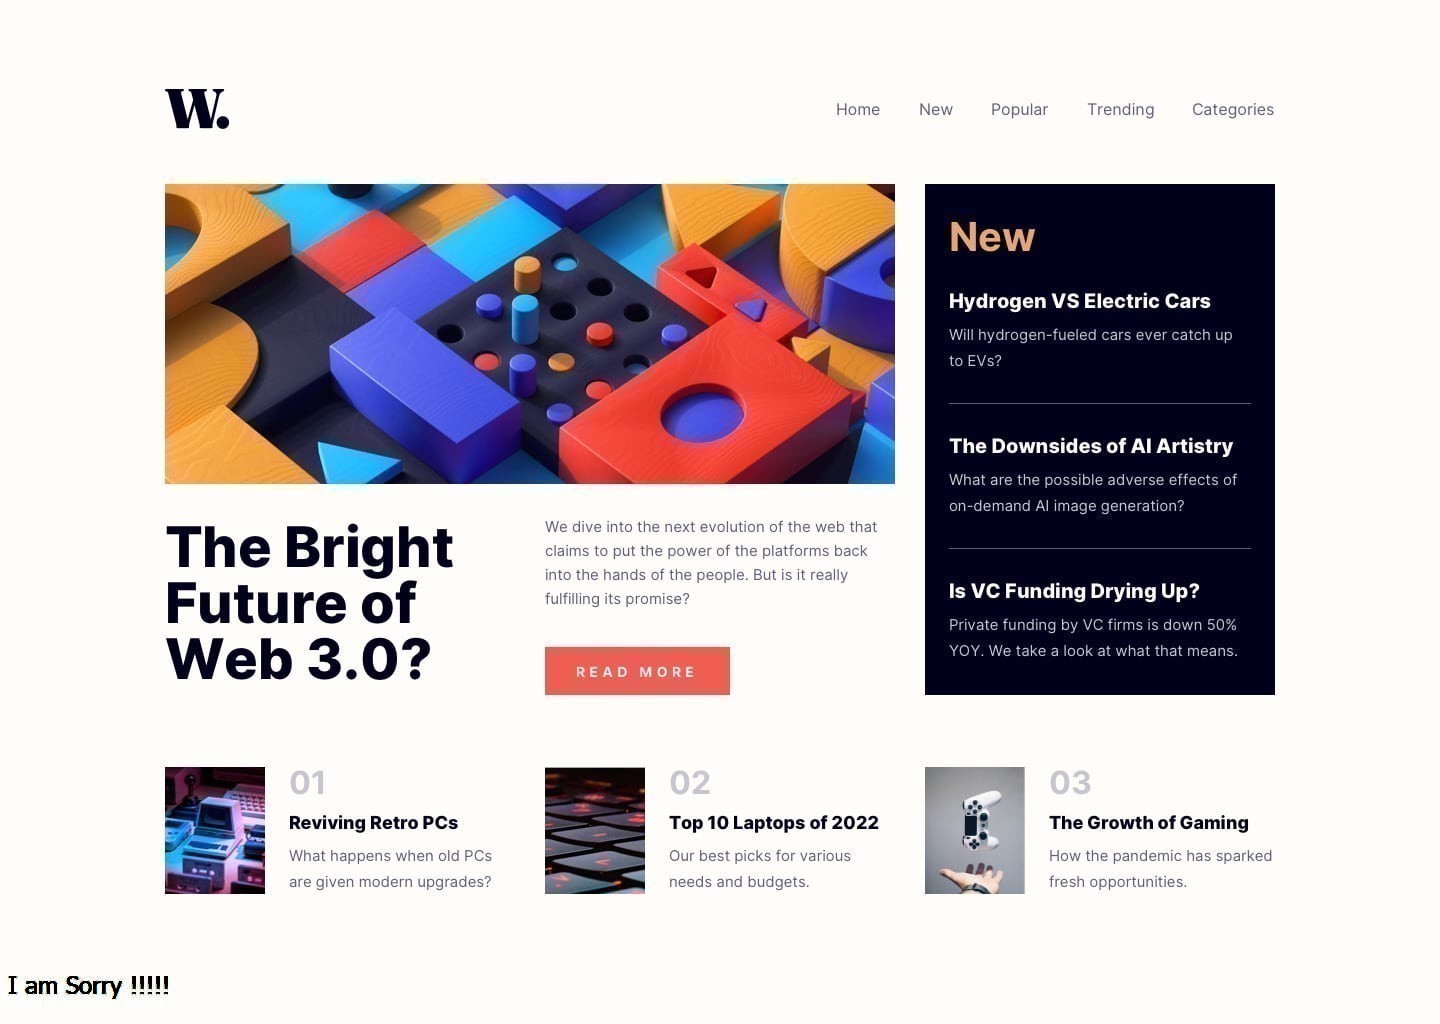 W.
Home New Popular Trending Categories
The Bright
Future of
Web 3.0?
We dive into the next evolution of the web that
claims to put the power of the platforms back
into the hands of the people. But is it really
fulfilling its promise?
READ MORE
New
Hydrogen VS Electric Cars
Will hydrogen-fueled cars ever catch up
to EVs?
The Downsides of AI Artistry
What are the possible adverse effects of
on-demand AI image generation?
Is VC Funding Drying Up?
Private funding by VC firms is down 50%
YOY. We take a look at what that means.
01
Reviving Retro PCs
What happens when old PCs
are given modern upgrades?
02
Top 10 Laptops of 2022
Our best picks for various
needs and budgets.
03
The Growth of Gaming
How the pandemic has sparked
fresh opportunities.
I am Sorry !!!!!